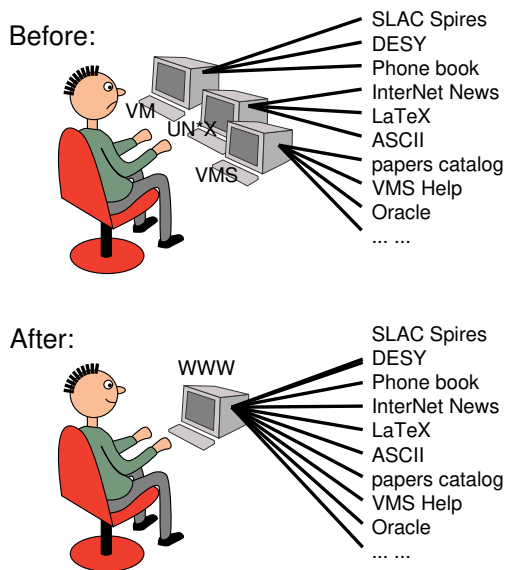 Before:
SLAC Spires
DESY
Phone book
InterNet News
LaTeX
ASCII
papers catalog
VMS Help
Oracle
... ...
VM
UN*X
VMS
After:
WWW
SLAC Spires
DESY
Phone book
InterNet News
LaTeX
ASCII
papers catalog
VMS Help
Oracle
... ...